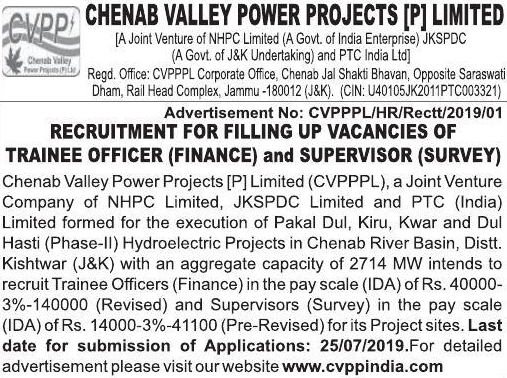 CVPP
Chenab Valley
Power Projects (P) Ltd
CHENAB VALLEY POWER PROJECTS [P] LIMITED
[A Joint Venture of NHPC Limited (A Govt. of India Enterprise) JKSPDC
(A Govt. of J&K Undertaking) and PTC India Ltd]
Regd. Office: CVPPPL Corporate Office, Chenab Jal Shakti Bhavan, Opposite Saraswati
Dham, Rail Head Complex, Jammu -180012 (J&K). (CIN: U40105JK2011PTC003321)
Advertisement No: CVPPPL/HR/Rectt/2019/01
RECRUITMENT FOR FILLING UP VACANCIES OF
TRAINEE OFFICER (FINANCE) and SUPERVISOR (SURVEY)
Chenab Valley Power Projects [P] Limited (CVPPPL), a Joint Venture
Company of NHPC Limited, JKSPDC Limited and PTC (India)
Limited formed for the execution of Pakal Dul, Kiru, Kwar and Dul
Hasti (Phase-II) Hydroelectric Projects in Chenab River Basin, Distt.
Kishtwar (J&K) with an aggregate capacity of 2714 MW intends to
recruit Trainee Officers (Finance) in the pay scale (IDA) of Rs. 40000-
3%-140000 (Revised) and Supervisors (Survey) in the pay scale
(IDA) of Rs. 14000-3%-41100 (Pre-Revised) for its Project sites. Last
date for submission of Applications: 25/07/2019.For detailed
advertisement please visit our website www.cvppindia.com